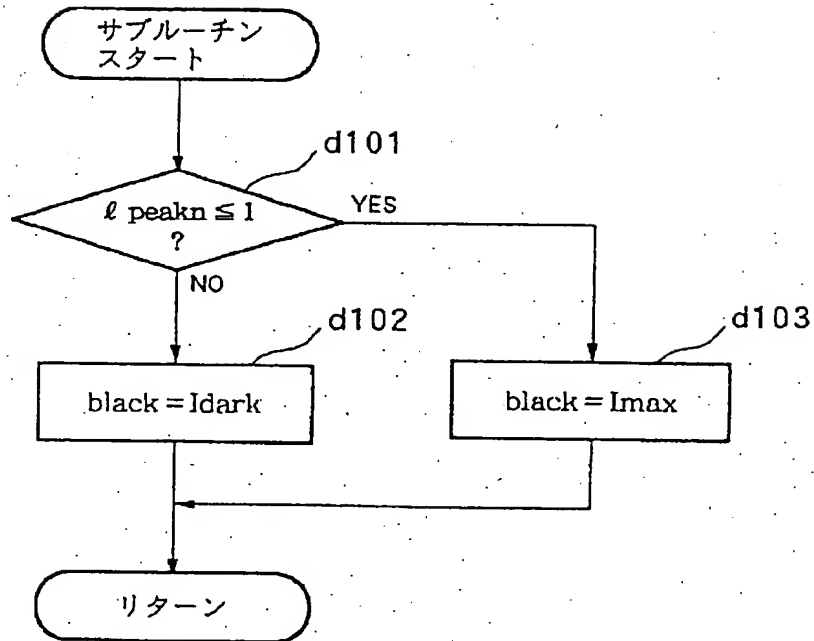 サブルーチン
スタート
d101
ℓ peakn ≦ 1
?
YES
NO
d102
d103
black = Idark
black = Imax
リターン